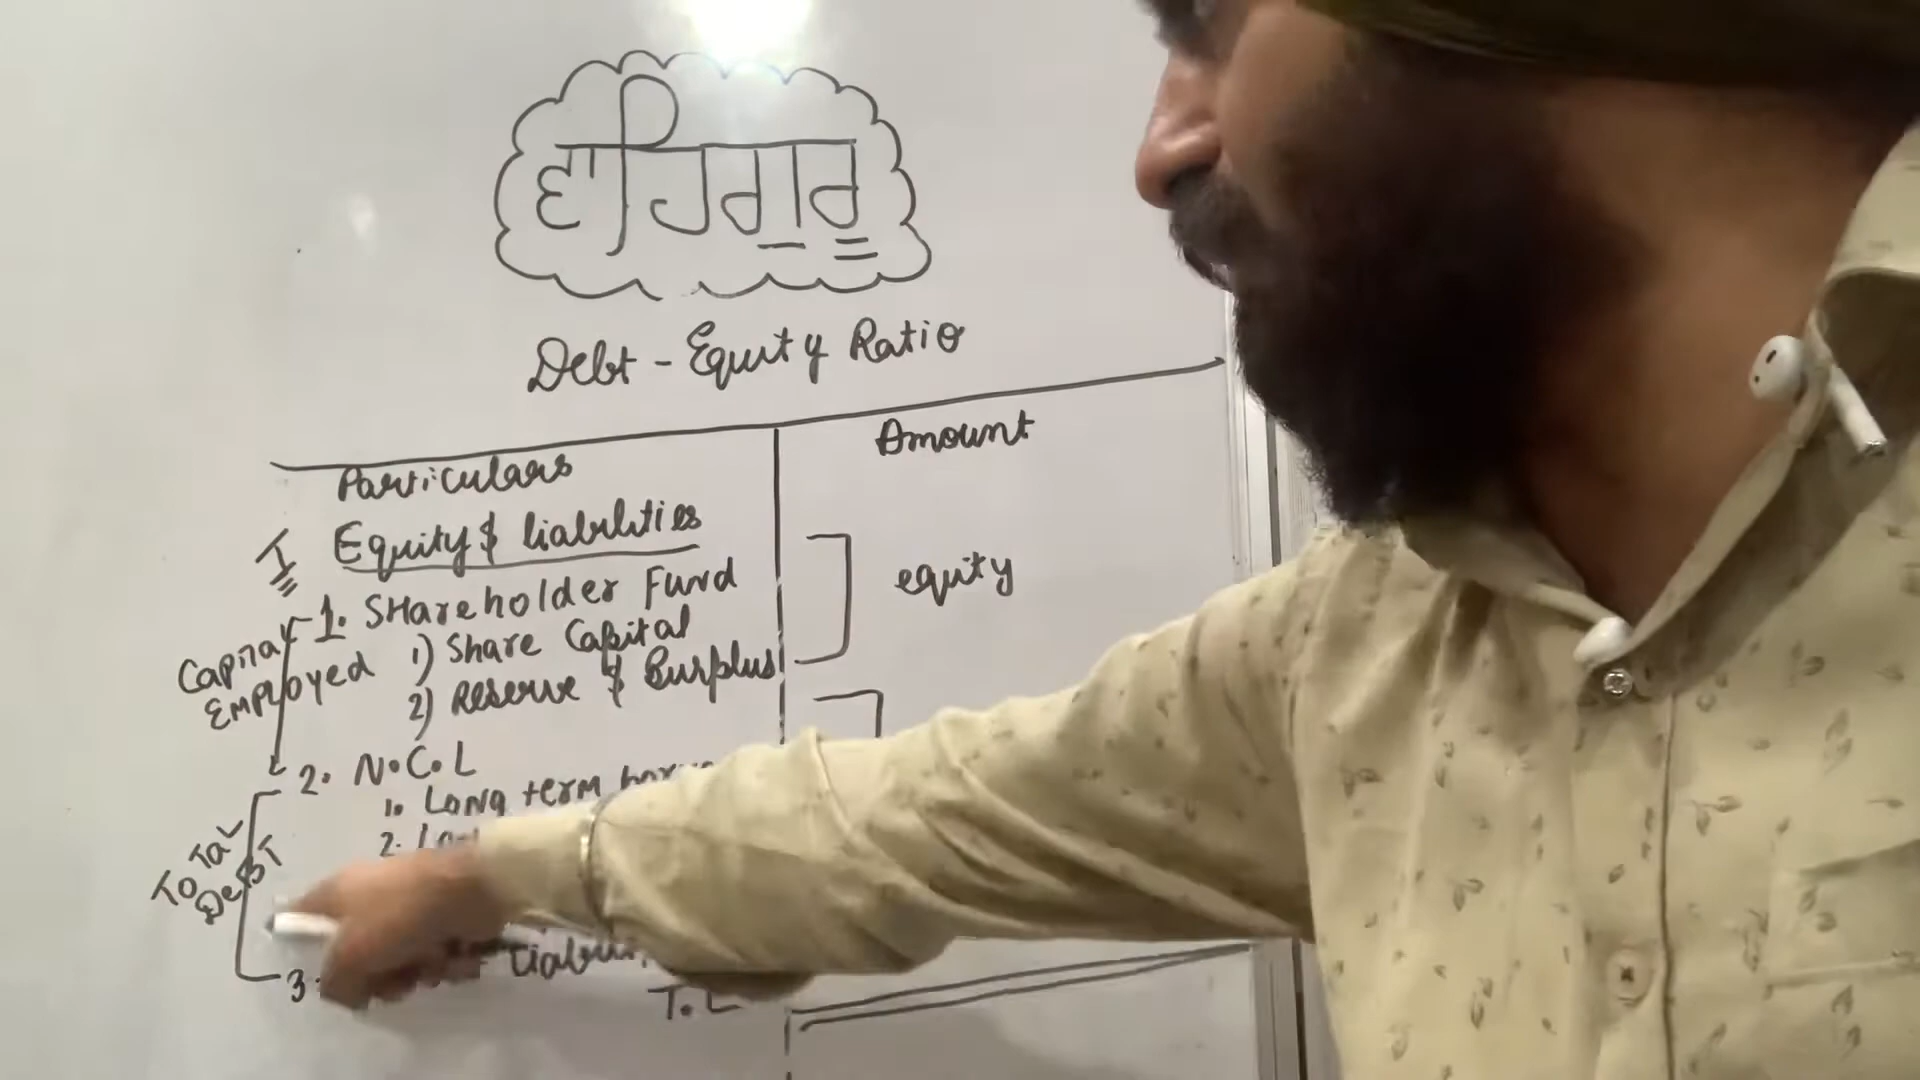 ਵਾਹਿਗੁਰੂ
Debt - Equity Ratio
Particulars
Amount
I
Equity & liabilities
1. SHareholder Fund
equity
1) Share Capital
2) Reserve & Surplus
Capital
EMPloyed
2. N.C.L
1. Long term
2.
ToTaL
DeBT
3.
T.L